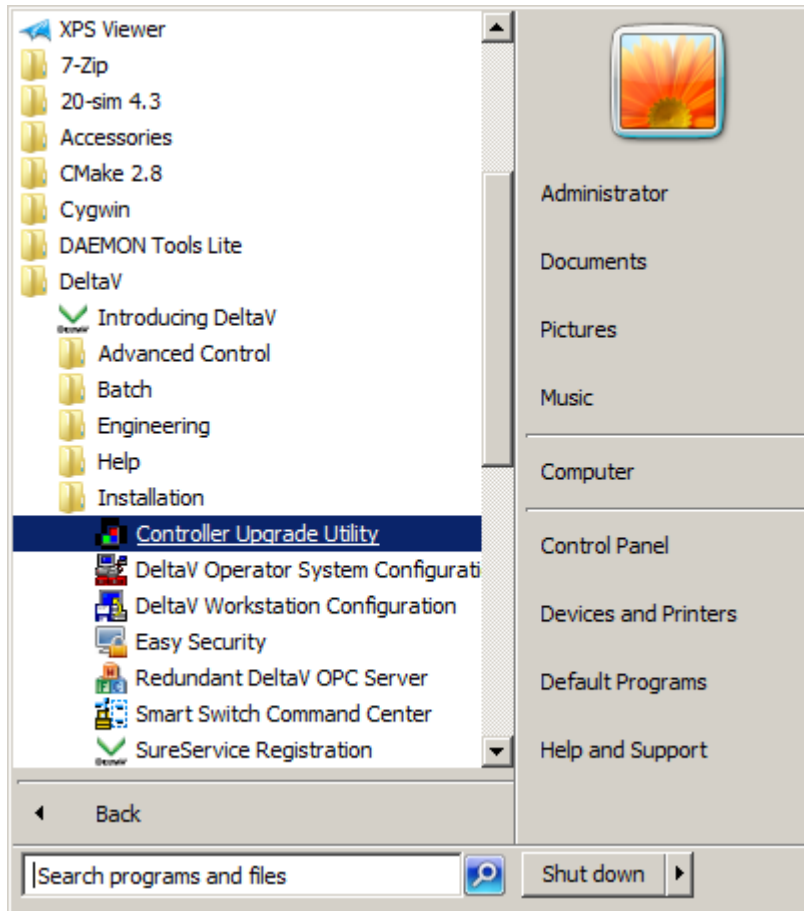 XPS Viewer
7-Zip
20-sim 4.3
Accessories
CMake 2.8
Cygwin
DAEMON Tools Lite
DeltaV
Introducing DeltaV
Advanced Control
Batch
Engineering
Help
Installation
Controller Upgrade Utility
DeltaV Operator System Configurati
DeltaV Workstation Configuration
Easy Security
Redundant DeltaV OPC Server
Smart Switch Command Center
SureService Registration
Back
Search programs and files
Administrator
Documents
Pictures
Music
Computer
Control Panel
Devices and Printers
Default Programs
Help and Support
Shut down